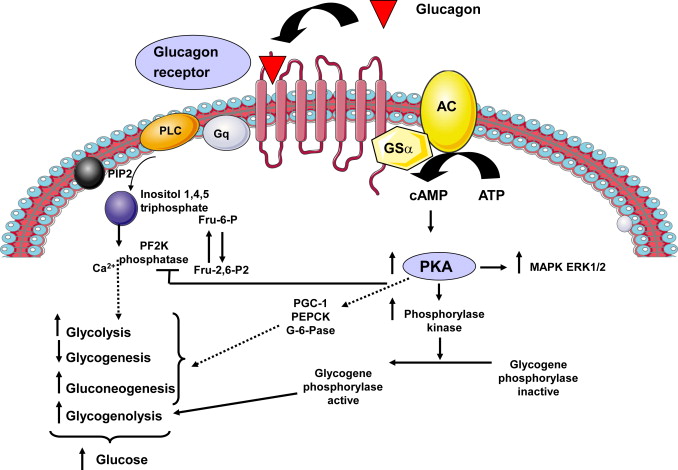 Glucagon
Glucagon
receptor
AC
PLC
Gq
GSα
PIP2
cAMP
ATP
Inositol 1,4,5
triphosphate
Fru-6-P
PF2K
phosphatase
Ca2+
Fru-2,6-P2
PKA
MAPK ERK1/2
PGC-1
PEPCK
G-6-Pase
Phosphorylase
kinase
Glycolysis
Glycogenesis
Gluconeogenesis
Glycogenolysis
Glycogene
phosphorylase
active
Glycogene
phosphorylase
inactive
Glucose